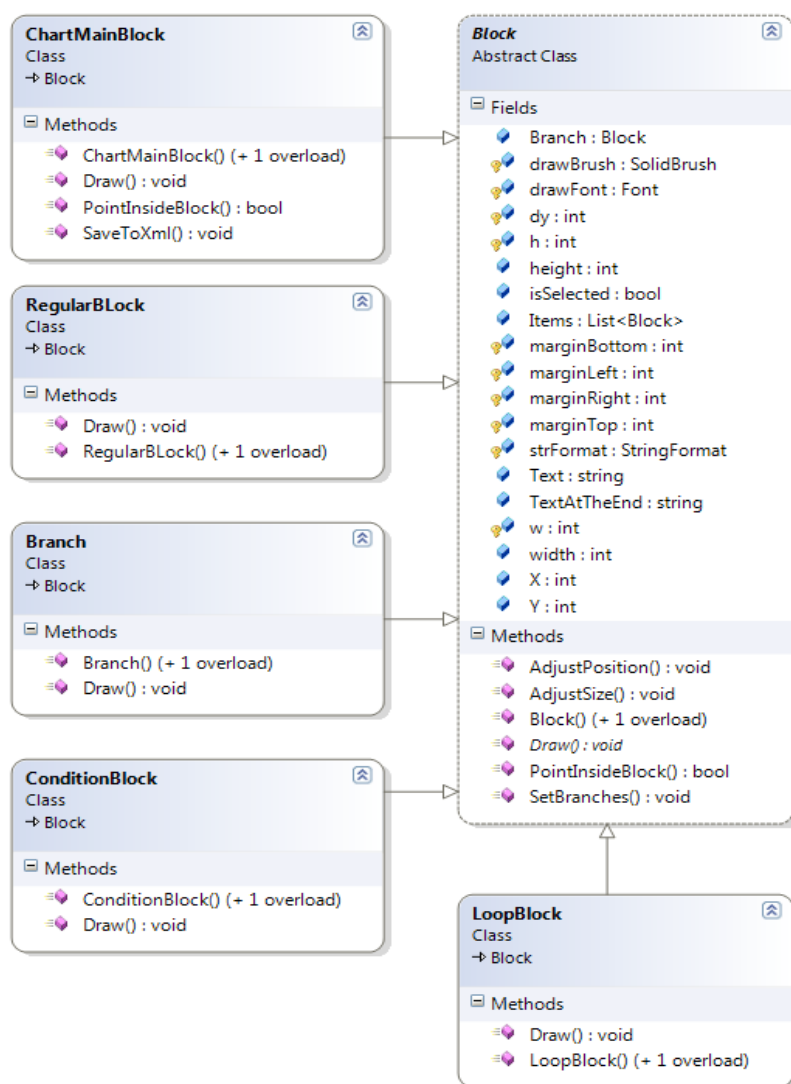 ChartMainBlock
Class
Block
Methods
ChartMainBlock() (+ 1 overload)
Draw() : void
PointInsideBlock() : bool
SaveToXml() : void
RegularBLock
Class
Block
Methods
Draw() : void
RegularBLock() (+ 1 overload)
Branch
Class
Block
Methods
Branch() (+ 1 overload)
Draw() : void
ConditionBlock
Class
Block
Methods
ConditionBlock() (+ 1 overload)
Draw() : void
Block
Abstract Class
Fields
Branch : Block
drawBrush : SolidBrush
drawFont : Font
dy : int
h : int
height : int
isSelected : bool
Items : List<Block>
marginBottom : int
marginLeft : int
marginRight : int
marginTop : int
strFormat : StringFormat
Text : string
TextAtTheEnd : string
w : int
width : int
X : int
Y : int
Methods
AdjustPosition() : void
AdjustSize() : void
Block() (+ 1 overload)
Draw() : void
PointInsideBlock() : bool
SetBranches() : void
LoopBlock
Class
Block
Methods
Draw() : void
LoopBlock() (+ 1 overload)